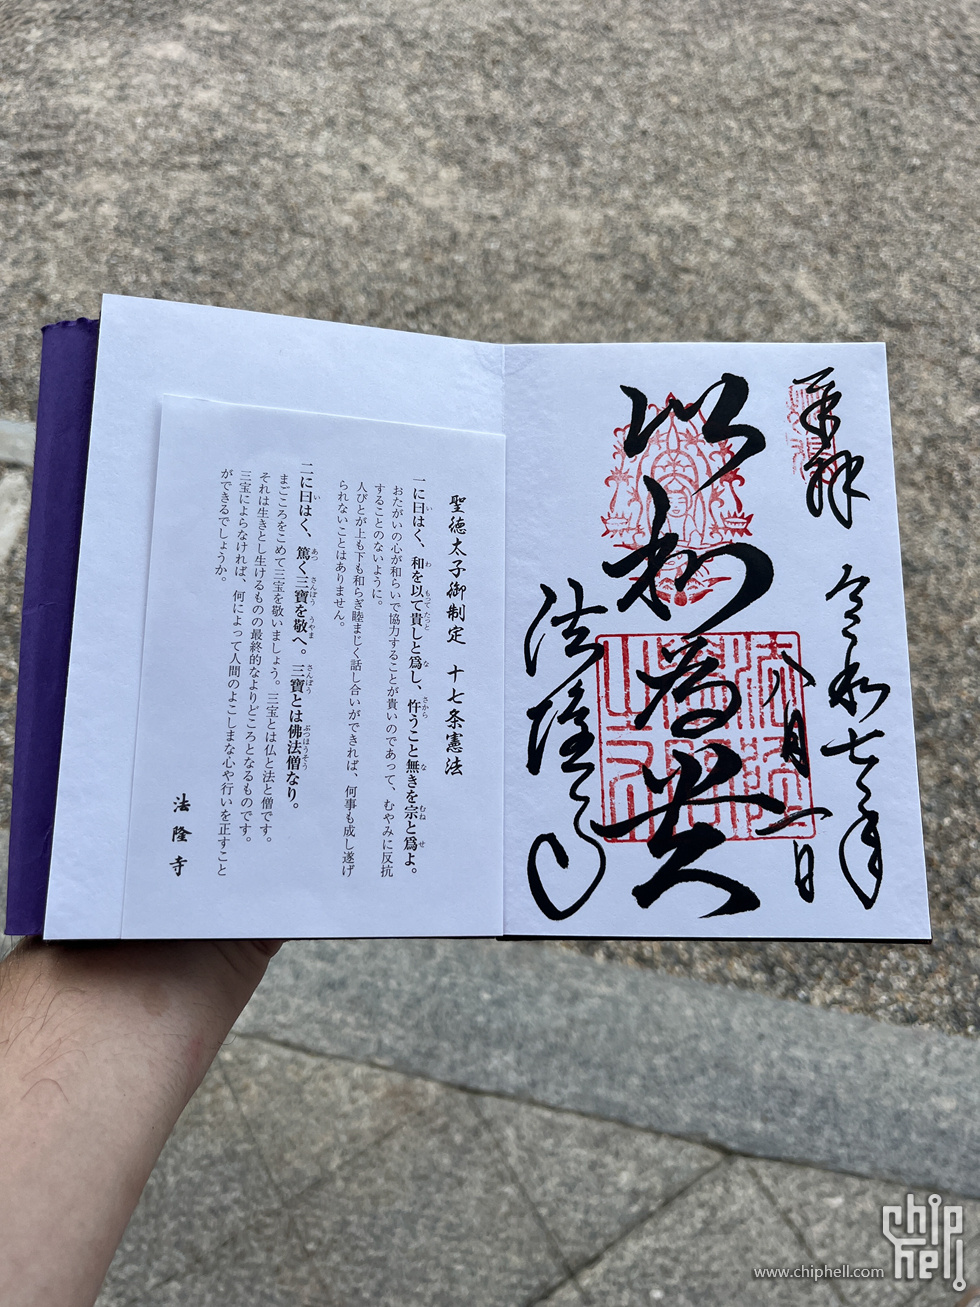 奉拝
令和七年
八月一日
以和為貴
法隆寺
聖徳太子御制定 十七条憲法
一に曰はく、和を以て貴しと爲し、忤うこと無きを宗と爲よ。
おたがいの心が和らいで協力することが貴いのであって、むやみに反抗
することのないように。
人びとが上も下も和らぎ睦まじく話し合いができれば、何事も成し遂げ
られないことはありません。
二に曰はく、篤く三寶を敬へ。三寶とは佛法僧なり。
まごころをこめて三宝を敬いましょう。三宝とは仏と法と僧です。
それは生きとし生けるものの最終的なよりどころとなるものです。
三宝によらなければ、何によって人間のよこしまな心や行いを正すこと
ができるでしょうか。
法隆寺
www.chiphell.com
chip
hell